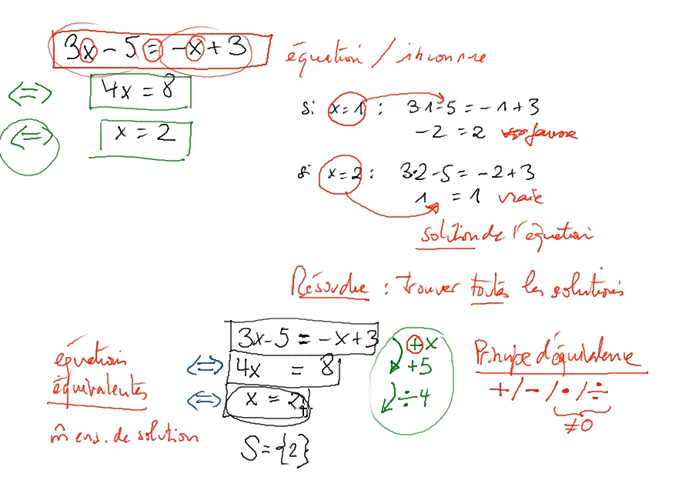 3x - 5 = -x + 3
équation / inconnue
⇔ 4x = 8
⇔ x = 2
si x = 1 : 3·1 - 5 = -1 + 3
-2 = 2 fausse
si x = 2 : 3·2 - 5 = -2 + 3
1 = 1 vraie
solution de l'équation
Résoudre : trouver toutes les solutions
3x - 5 = -x + 3
⇔ 4x = 8
⇔ x = 2
S = {2}
équations
équivalentes
m̂ ens. de solution
+x
+5
÷4
Principe d'équivalence
+ / - / · / ÷
≠0